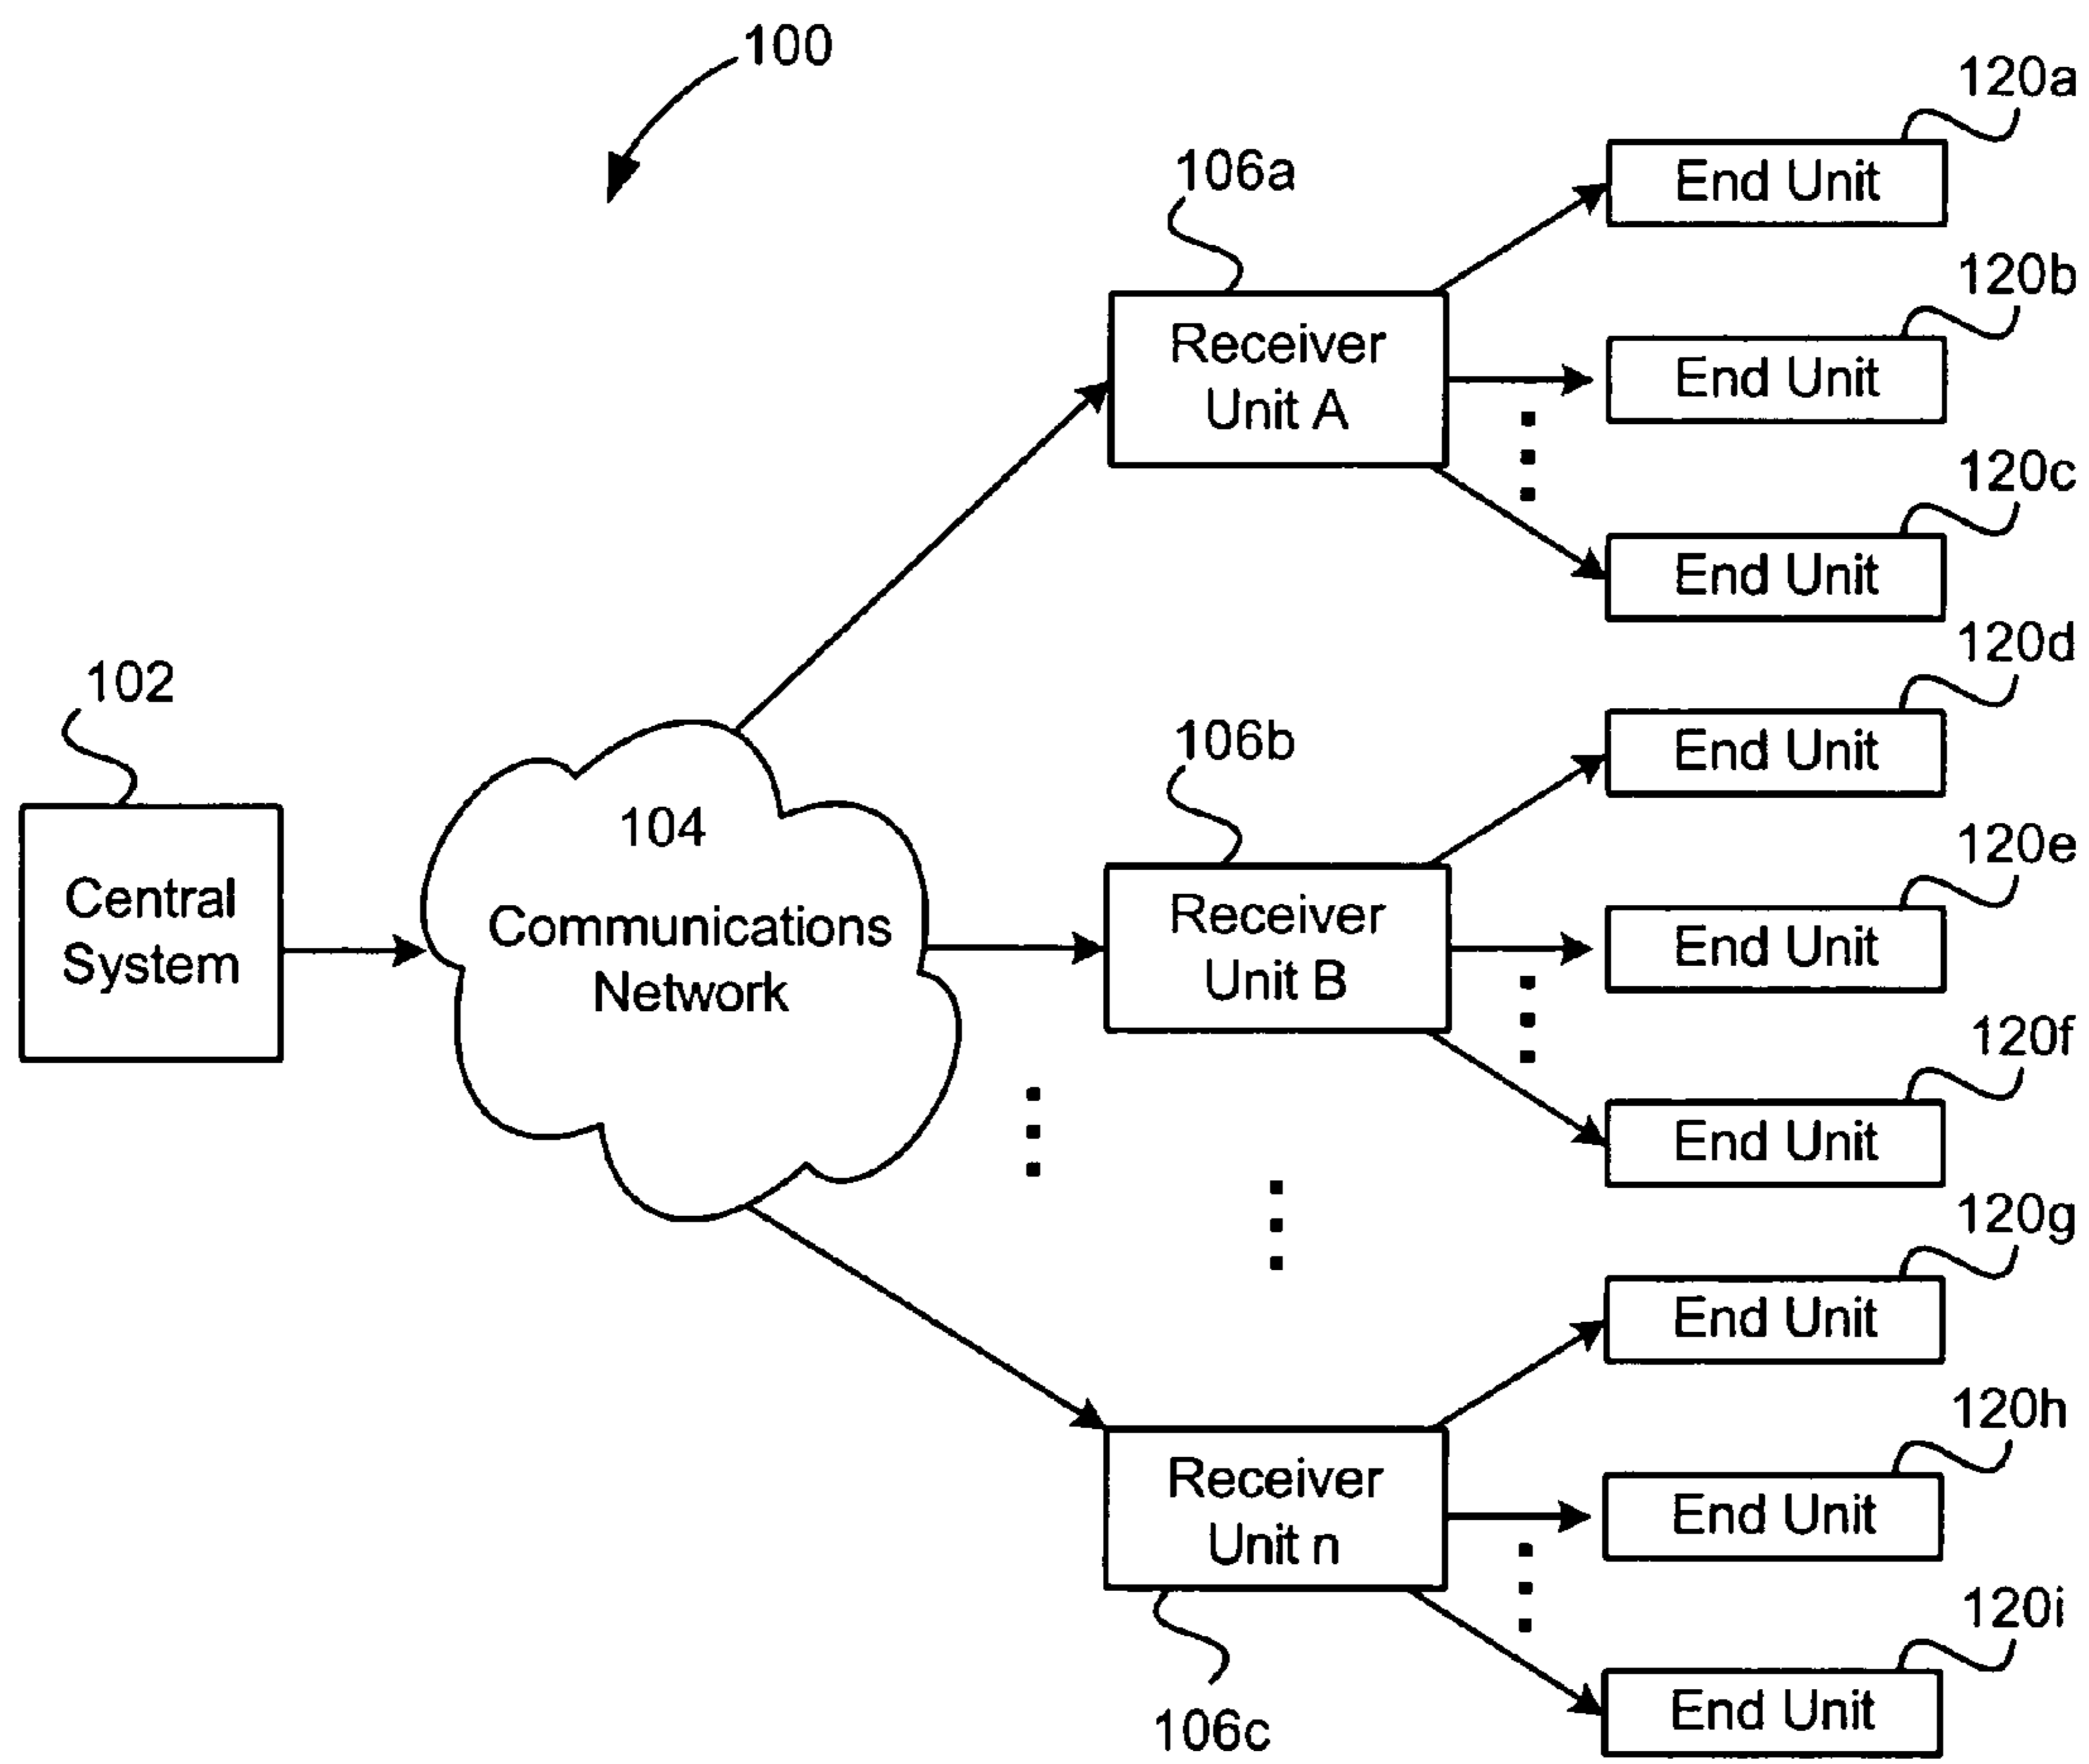 100
120a
End Unit
106a
120b
Receiver
Unit A
End Unit
120c
End Unit
102
120d
106b
End Unit
104
Central
System
Communications
Network
Receiver
Unit B
120e
End Unit
120f
End Unit
120g
End Unit
120h
Receiver
Unit n
End Unit
120i
106c
End Unit